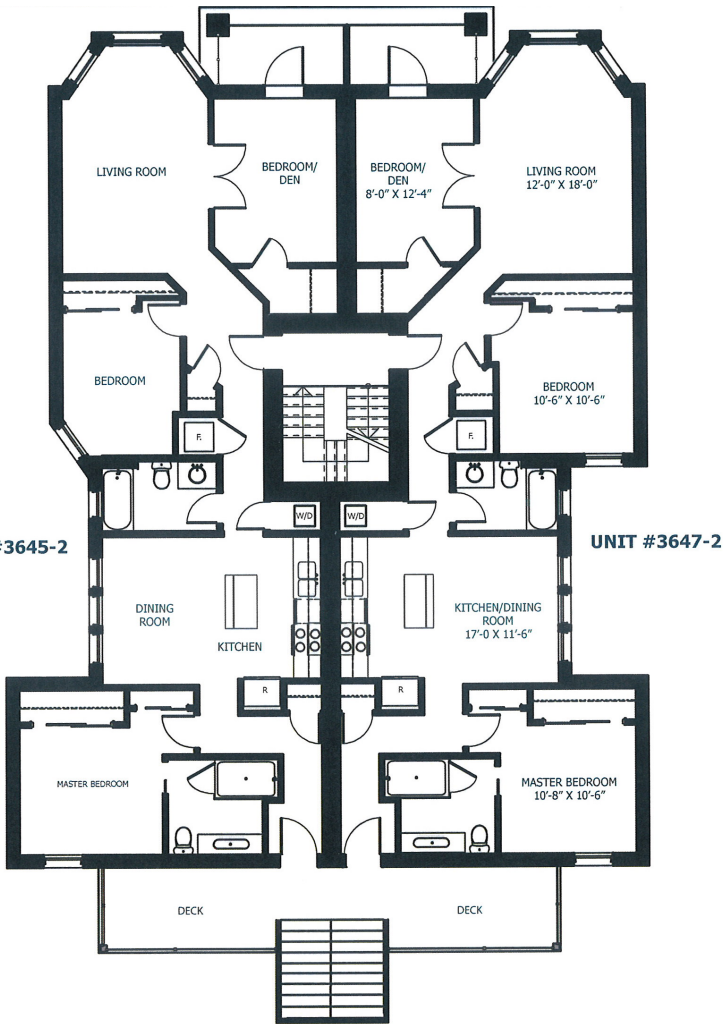 LIVING ROOM
BEDROOM/
DEN
BEDROOM/
DEN
8'-0" X 12'-4"
LIVING ROOM
12'-0" X 18'-0"
BEDROOM
BEDROOM
10'-6" X 10'-6"
F.
F.
W/D
W/D
#3645-2
UNIT #3647-2
DINING
ROOM
KITCHEN
KITCHEN/DINING
ROOM
17'-0 X 11'-6"
R
R
MASTER BEDROOM
MASTER BEDROOM
10'-8" X 10'-6"
DECK
DECK